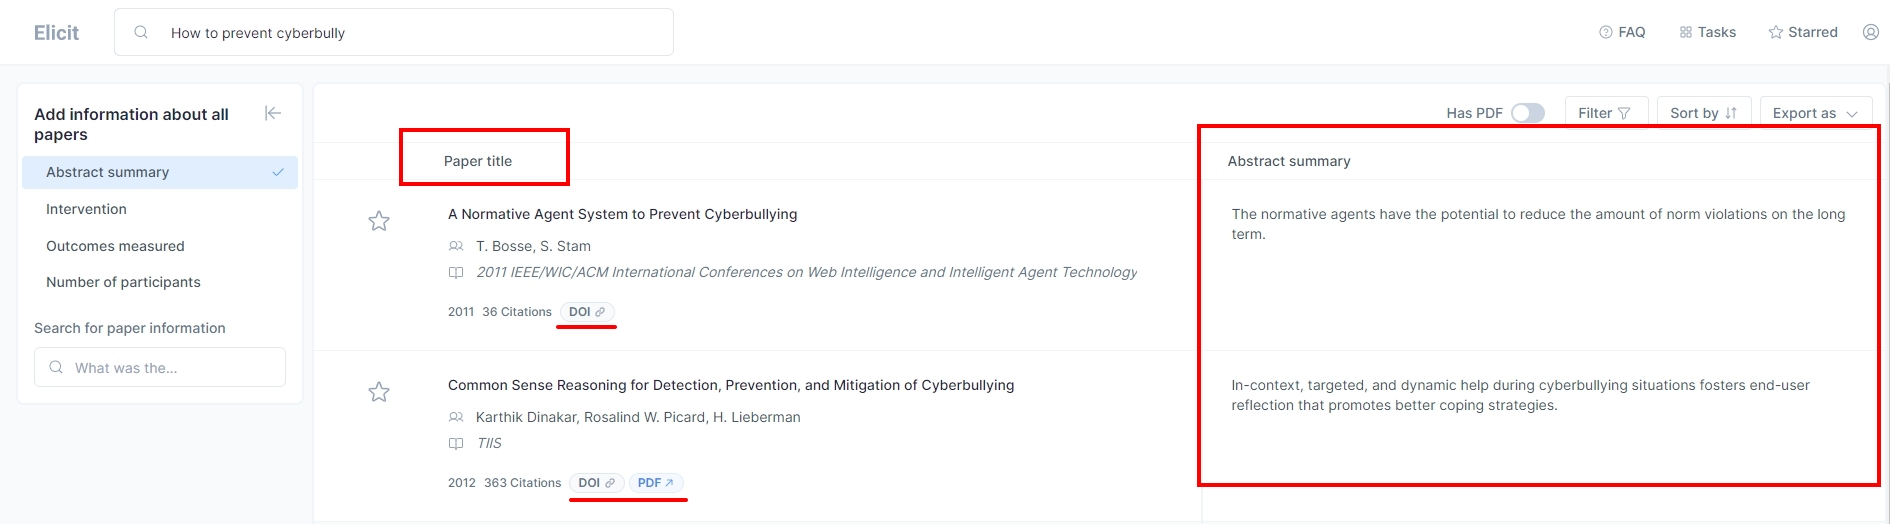 Elicit
How to prevent cyberbully
FAQ
Tasks
Starred
Add information about all
papers
Abstract summary
Intervention
Outcomes measured
Number of participants
Search for paper information
What was the...
Has PDF
Filter
Sort by
Export as
Paper title
Abstract summary
A Normative Agent System to Prevent Cyberbullying
T. Bosse, S. Stam
2011 IEEE/WIC/ACM International Conferences on Web Intelligence and Intelligent Agent Technology
2011 36 Citations DOI
The normative agents have the potential to reduce the amount of norm violations on the long
term.
Common Sense Reasoning for Detection, Prevention, and Mitigation of Cyberbullying
Karthik Dinakar, Rosalind W. Picard, H. Lieberman
TIIS
2012 363 Citations DOI PDF
In-context, targeted, and dynamic help during cyberbullying situations fosters end-user
reflection that promotes better coping strategies.